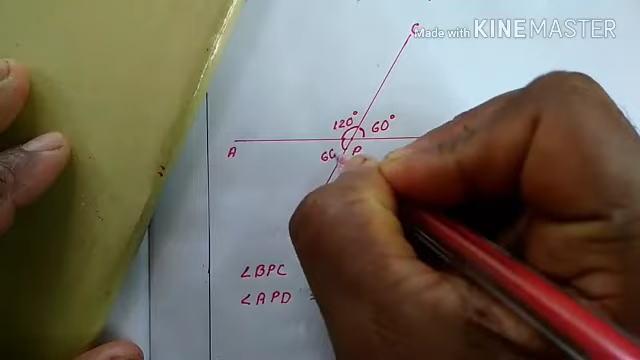 C
Made with KINEMASTER
120° 60°
A
60 P
∠BPC
∠APD =